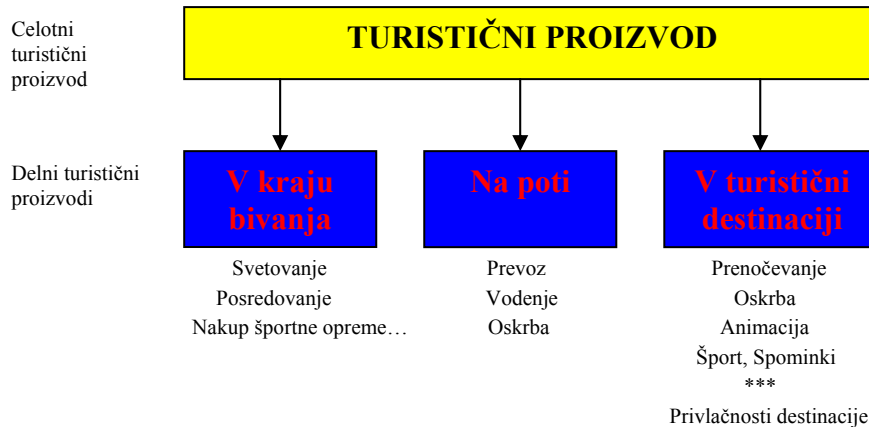 Celotni
turistični
proizvod
TURISTIČNI PROIZVOD
Delni turistični
proizvodi
V kraju
bivanja
Na poti
V turistični
destinaciji
Svetovanje
Posredovanje
Nakup športne opreme…
Prevoz
Vodenje
Oskrba
Prenočevanje
Oskrba
Animacija
Šport, Spominki
***
Privlačnosti destinacije